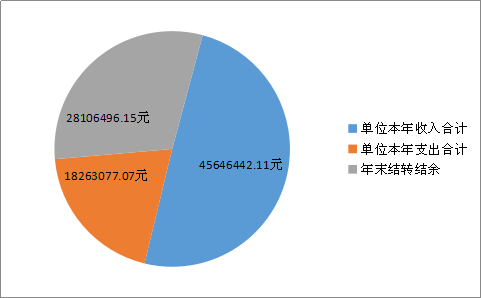 28106496.15元
18263077.07元
45646442.11元
单位本年收入合计
单位本年支出合计
年末结转结余